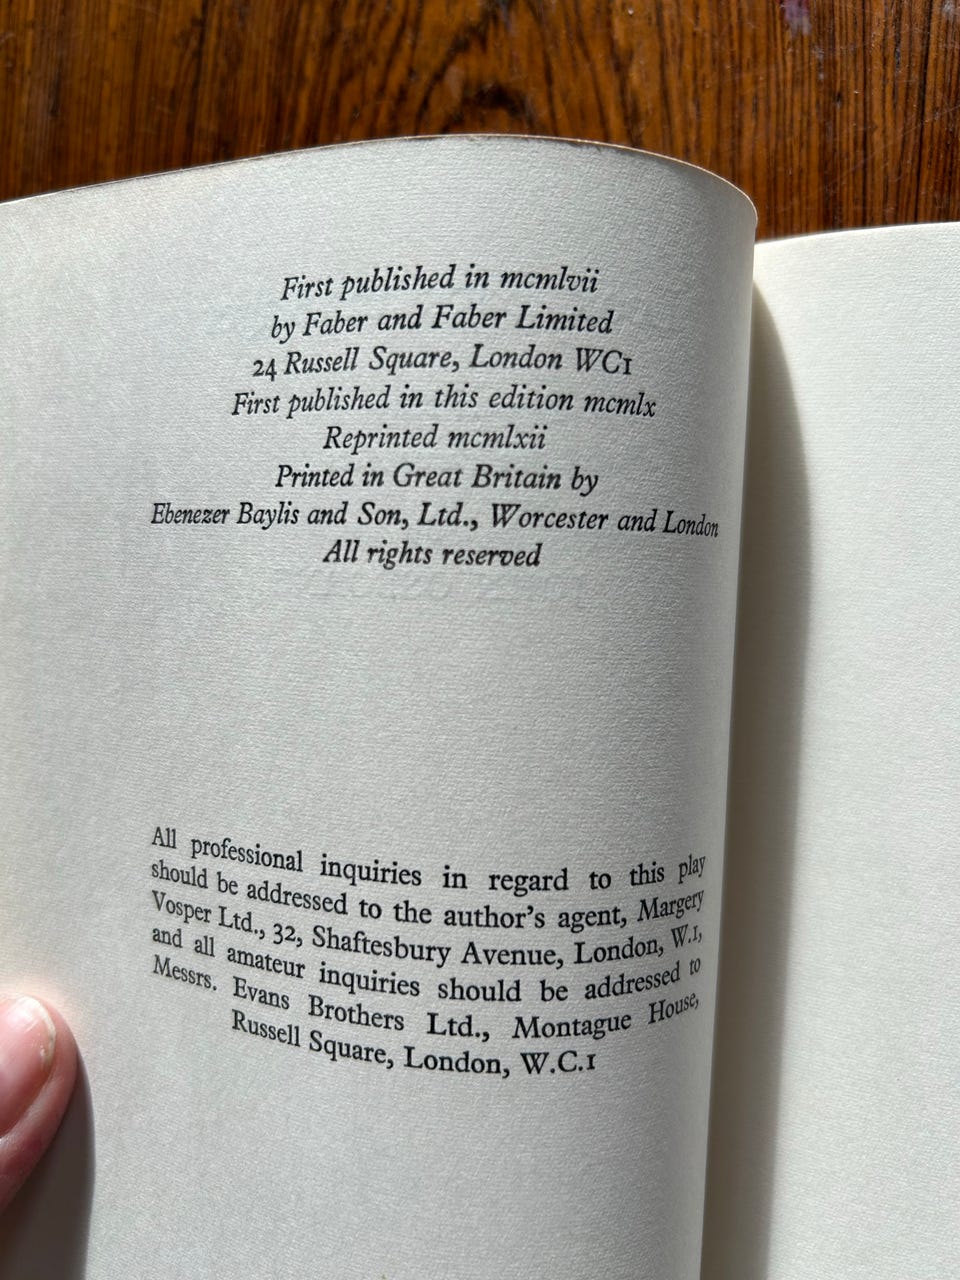 First published in mcmlvii
by Faber and Faber Limited
24 Russell Square, London WC1
First published in this edition mcmlx
Reprinted mcmlxii
Printed in Great Britain by
Ebenezer Baylis and Son, Ltd., Worcester and London
All rights reserved
All professional inquiries in regard to this play
should be addressed to the author's agent, Margery
Vosper Ltd., 32, Shaftesbury Avenue, London, W.1,
and all amateur inquiries should be addressed to
Messrs. Evans Brothers Ltd., Montague House,
Russell Square, London, W.C.1